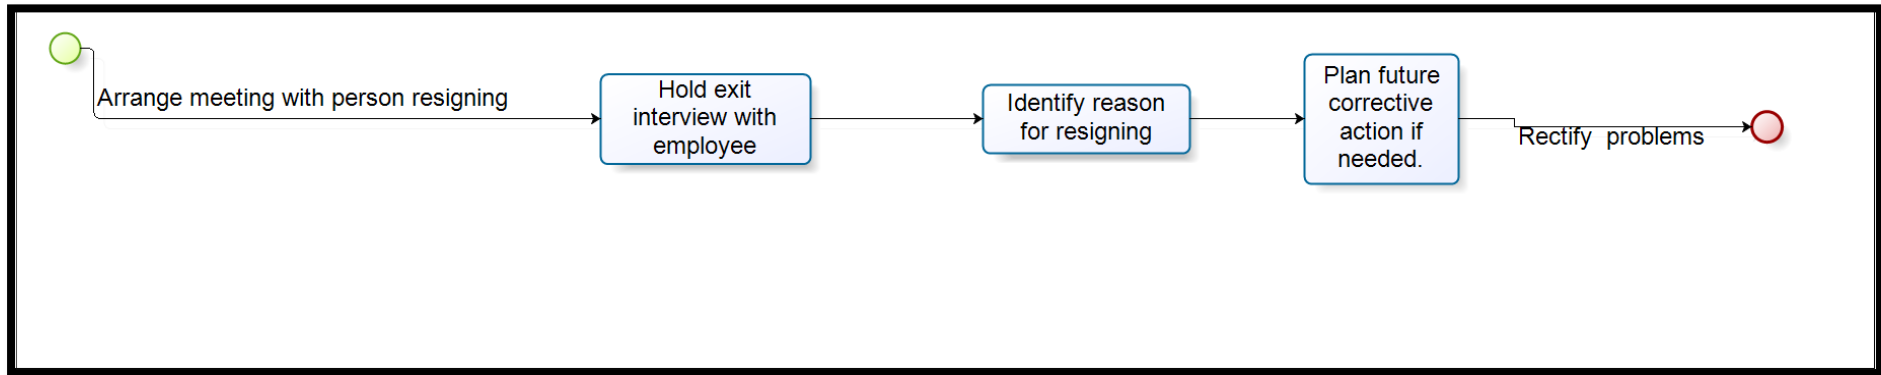 Arrange meeting with person resigning
Hold exit
interview with
employee
Identify reason
for resigning
Plan future
corrective
action if
needed.
Rectify  problems